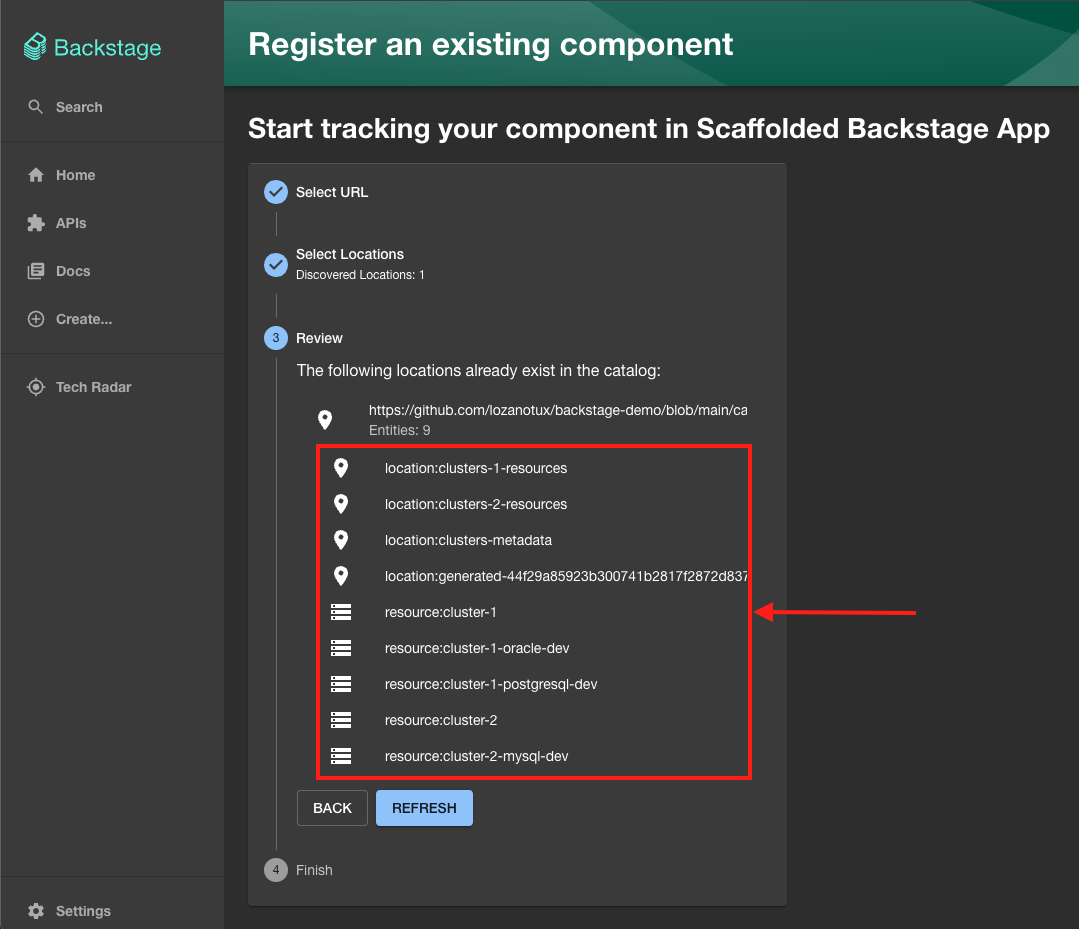 Backstage
Search
Home
APIs
Docs
Create...
Tech Radar
Settings
Register an existing component
Start tracking your component in Scaffolded Backstage App
Select URL
Select Locations
Discovered Locations: 1
3 Review
The following locations already exist in the catalog:
https://github.com/lozanotux/backstage-demo/blob/main/ca
Entities: 9
location:clusters-1-resources
location:clusters-2-resources
location:clusters-metadata
location:generated-44f29a85923b300741b2817f2872d837
resource:cluster-1
resource:cluster-1-oracle-dev
resource:cluster-1-postgresql-dev
resource:cluster-2
resource:cluster-2-mysql-dev
BACK REFRESH
4 Finish